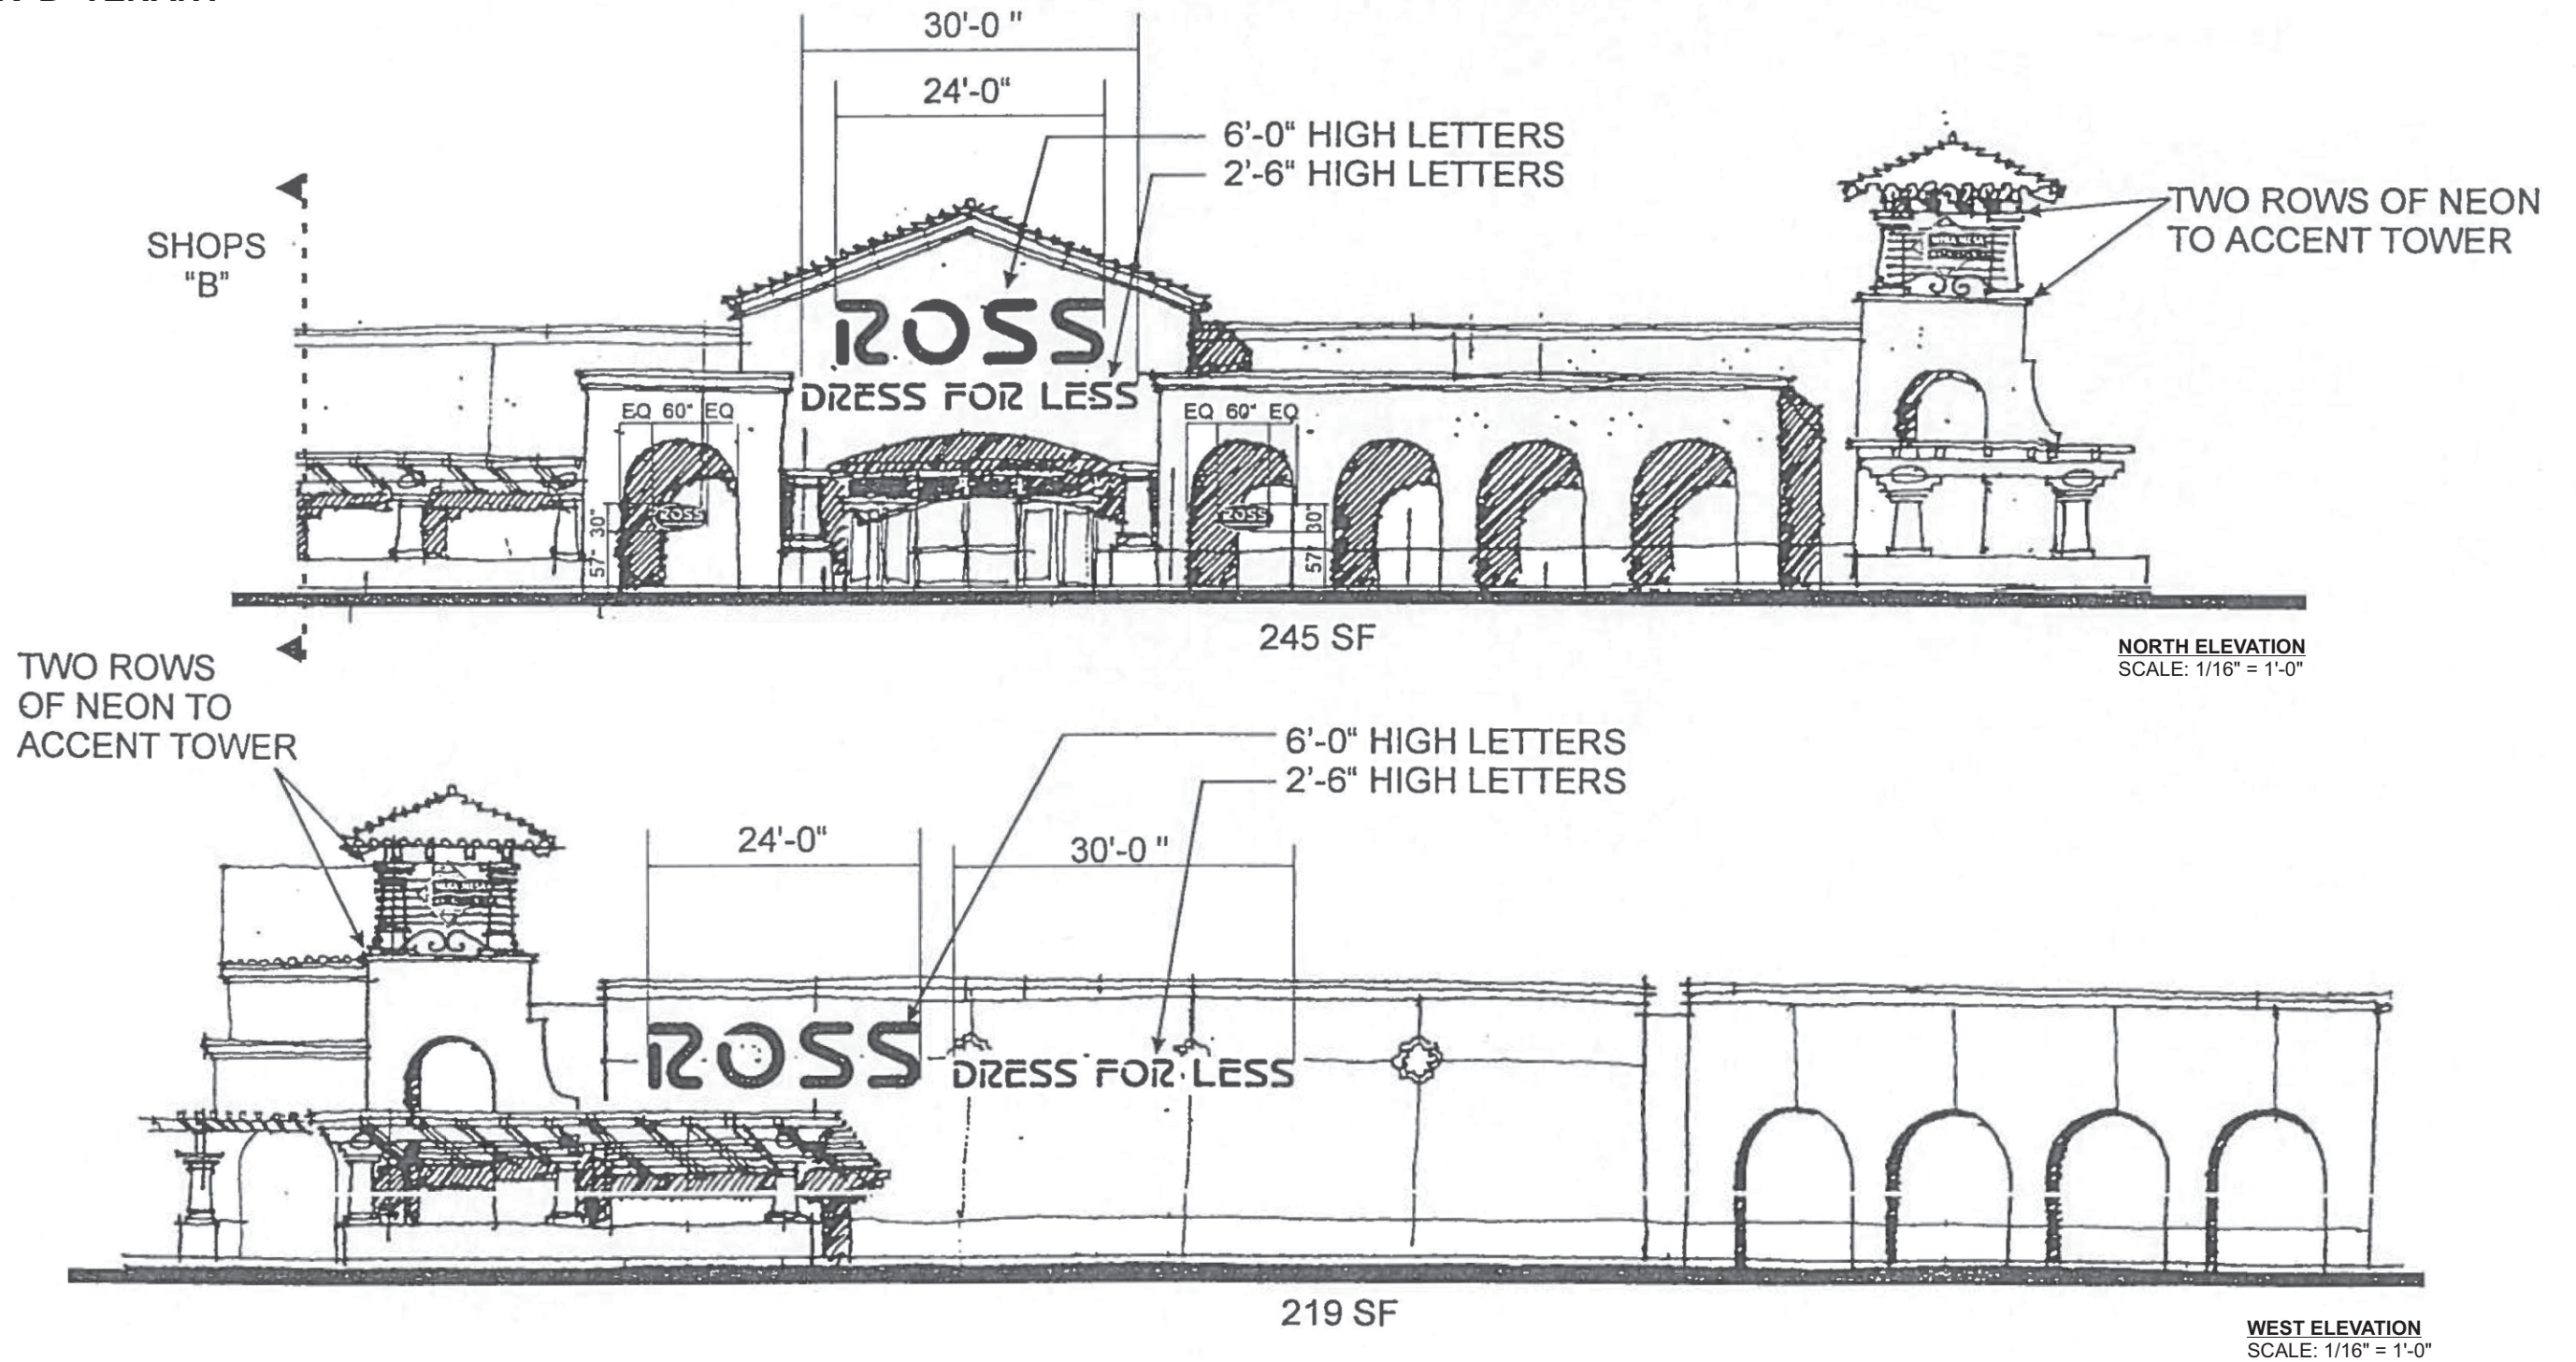 30'-0 "
24'-0"
6'-0" HIGH LETTERS
2'-6" HIGH LETTERS
TWO ROWS OF NEON
TO ACCENT TOWER
SHOPS
"B"
ROSS
DRESS FOR LESS
EQ 60" EQ
EQ 60" EQ
ROSS
30"
57"
ROSS
30"
57"
245 SF
NORTH ELEVATION
SCALE: 1/16" = 1'-0"
TWO ROWS
OF NEON TO
ACCENT TOWER
6'-0" HIGH LETTERS
2'-6" HIGH LETTERS
24'-0"
30'-0 "
ROSS
DRESS FOR LESS
219 SF
WEST ELEVATION
SCALE: 1/16" = 1'-0"